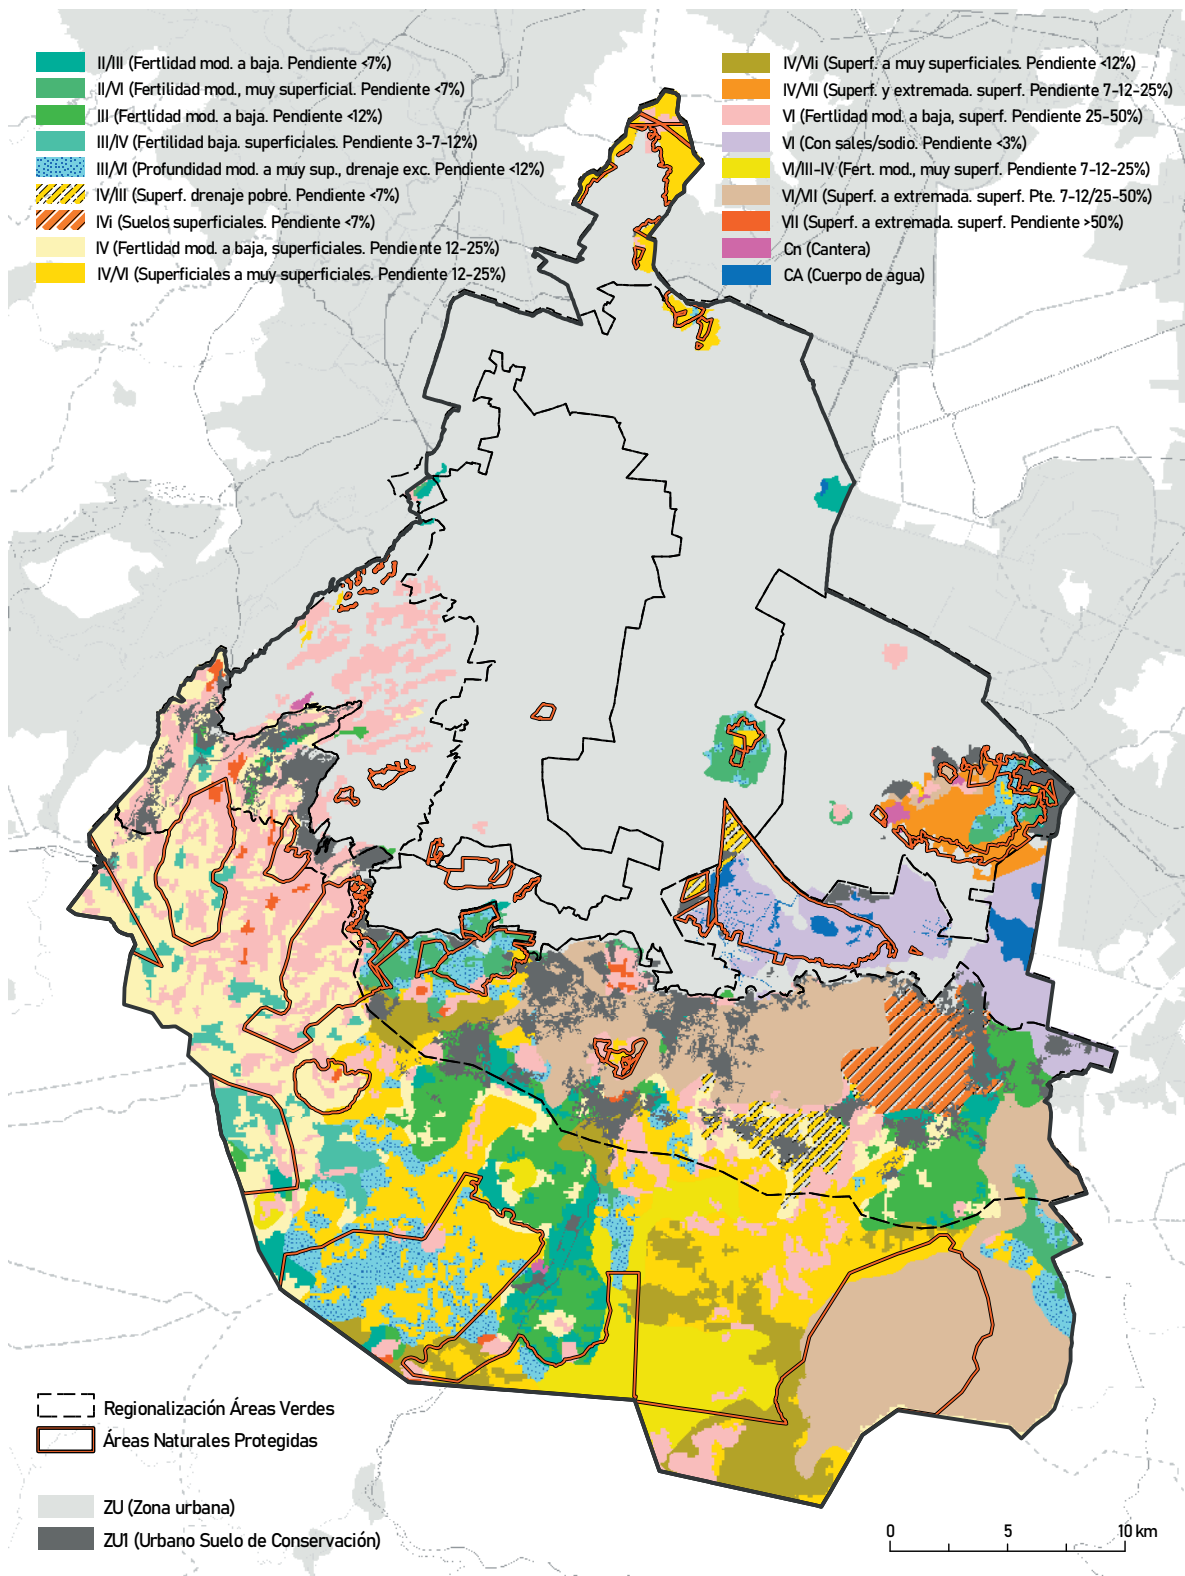 II/III (Fertlidad mod. a baja. Pendiente <7%)
II/VI (Fertilidad mod., muy superficial. Pendiente <7%)
III (Fertlidad mod. a baja. Pendiente <12%)
III/IV (Fertilidad baja. superficiales. Pendiente 3-7-12%)
III/VI (Profundidad mod. a muy sup., drenaje exc. Pendiente <12%)
IV/III (Superf. drenaje pobre. Pendiente <7%)
IVi (Suelos superficiales. Pendiente <7%)
IV (Fertlidad mod. a baja, superficiales. Pendiente 12-25%)
IV/VI (Superficiales a muy superficiales. Pendiente 12-25%)
IV/VIi (Superf. a muy superficiales. Pendiente <12%)
IV/VII (Superf. y extremada. superf. Pendiente 7-12-25%)
VI (Fertlidad mod. a baja, superf. Pendiente 25-50%)
VI (Con sales/sodio. Pendiente <3%)
VI/III-IV (Fert. mod., muy superf. Pendiente 7-12-25%)
VI/VII (Superf. a extremada. superf. Pte. 7-12/25-50%)
VII (Superf. a extremada. superf. Pendiente >50%)
Cn (Cantera)
CA (Cuerpo de agua)
Regionalización Áreas Verdes
Áreas Naturales Protegidas
ZU (Zona urbana)
ZU1 (Urbano Suelo de Conservación)
0 5 10 km